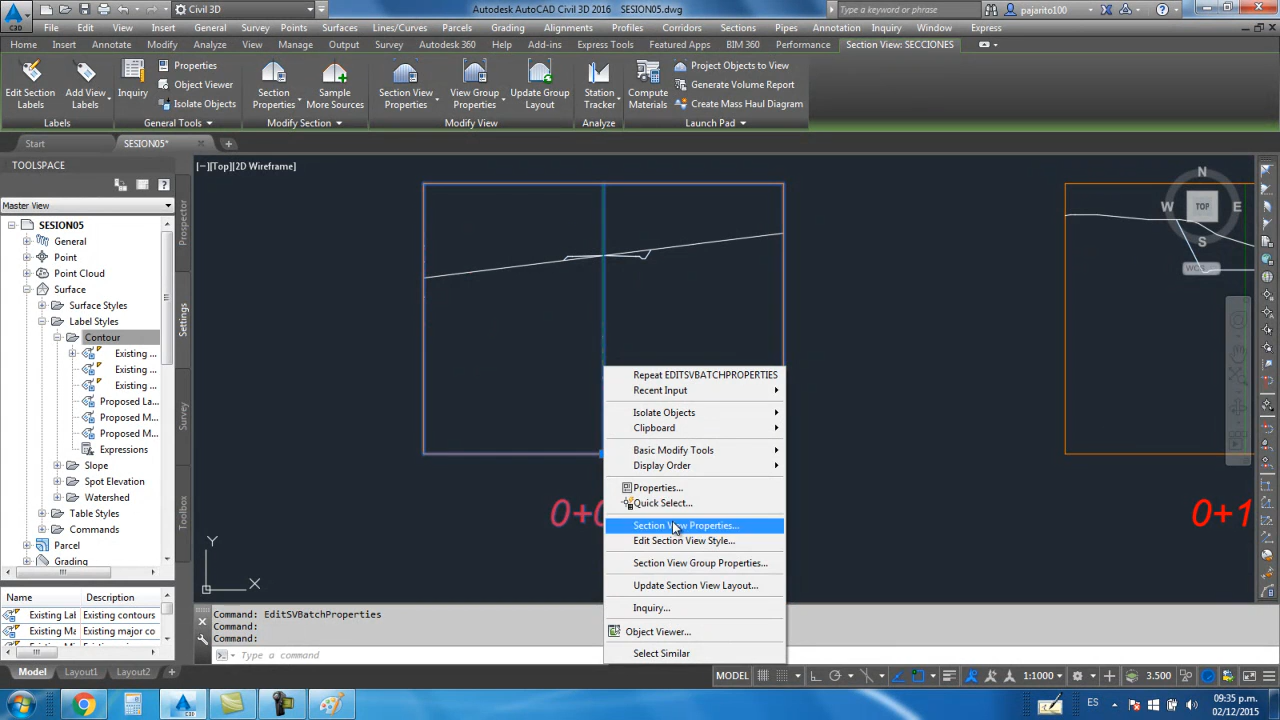 A
C3D
Civil 3D
Autodesk AutoCAD Civil 3D 2016   SESION05.dwg
Type a keyword or phrase
pajarito100
File Edit View Insert General Survey Points Surfaces Lines/Curves Parcels Grading Alignments Profiles Corridors Sections Pipes Annotation Inquiry Window Express
Home Insert Annotate Modify Analyze View Manage Output Survey Autodesk 360 Help Add-ins Express Tools Featured Apps BIM 360 Performance Section View: SECCIONES
Edit Section Labels
Add View Labels
Labels
Inquiry
Properties
Object Viewer
Isolate Objects
General Tools
Section Properties
Sample More Sources
Modify Section
Section View Properties
View Group Properties
Update Group Layout
Modify View
Station Tracker
Analyze
Compute Materials
Project Objects to View
Generate Volume Report
Create Mass Haul Diagram
Launch Pad
Start
SESION05*
TOOLSPACE
Master View
SESION05
General
Point
Point Cloud
Surface
Surface Styles
Label Styles
Contour
Existing ...
Existing ...
Existing ...
Proposed La...
Proposed M...
Proposed M...
Expressions
Slope
Spot Elevation
Watershed
Table Styles
Commands
Parcel
Grading
Prospector
Settings
Survey
Toolbox
Name Description
Existing Lal Existing contours
Existing Ma Existing major co
[−][Top][2D Wireframe]
N
W TOP E
S
0+0
0+1
Y
X
Repeat EDITSVBATCHPROPERTIES
Recent Input
Isolate Objects
Clipboard
Basic Modify Tools
Display Order
Properties...
Quick Select...
Section View Properties...
Edit Section View Style...
Section View Group Properties...
Update Section View Layout...
Inquiry...
Object Viewer...
Select Similar
Command: EditSVBatchProperties
Command:
Command:
Type a command
Model Layout1 Layout2 +
MODEL
1:1000
3.500
ES
09:35 p.m.
02/12/2015